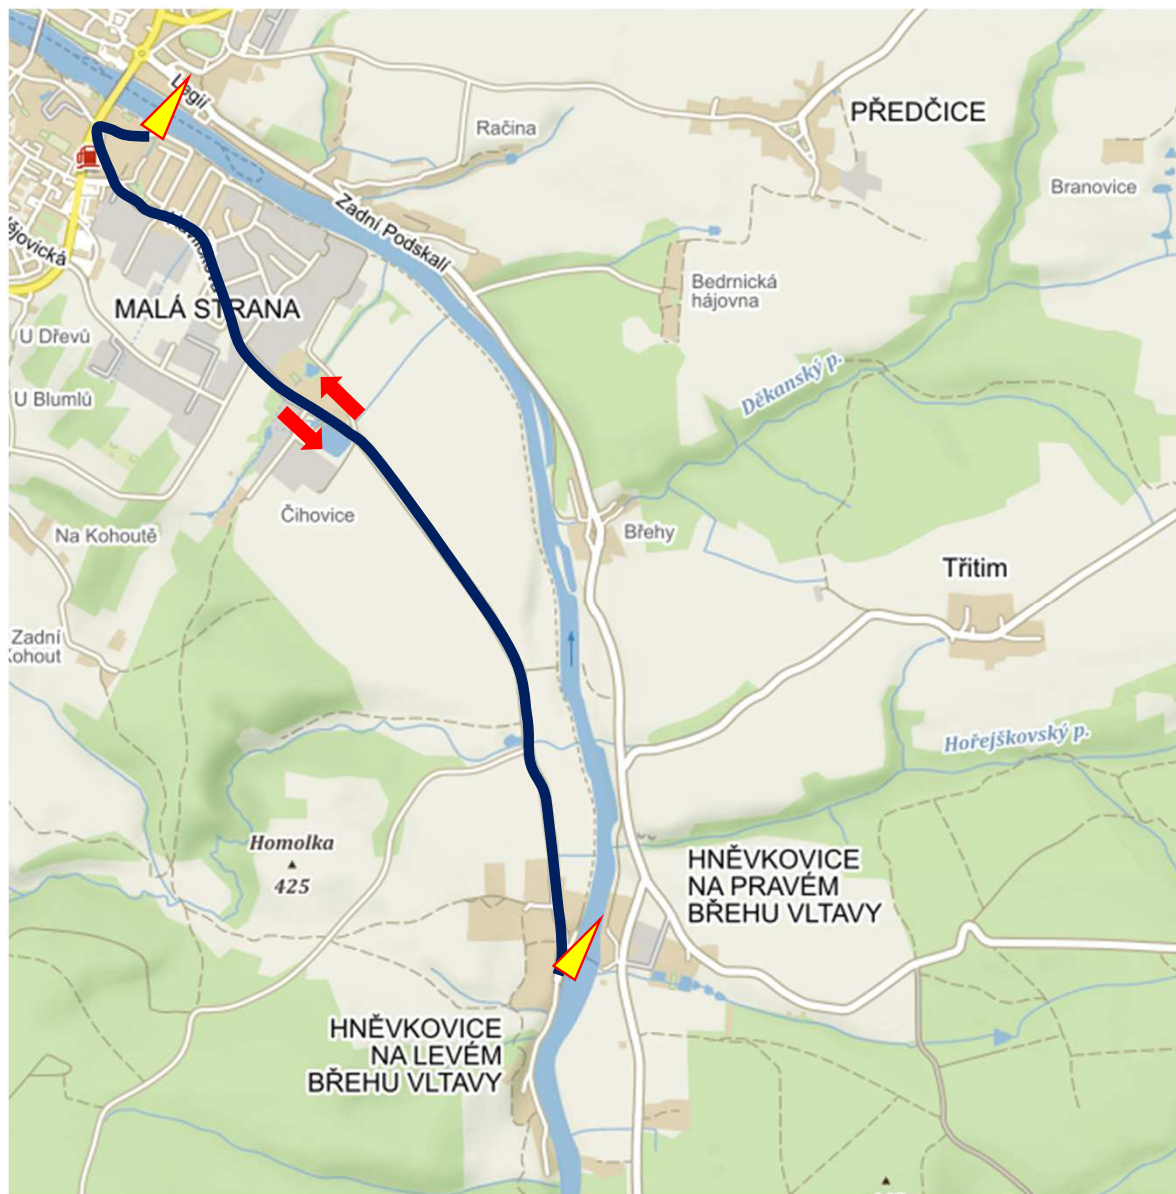 Legií
PŘEDČICE
Račina
Branovice
Zadní Podskalí
Bedrnická
hájovna
MALÁ STRANA
U Dřevů
U Blumlů
Děkanský p.
Čihovice
Na Kohoutě
Břehy
Třitim
Zadní
Hořejškovský p.
Homolka
425
HNĚVKOVICE
NA PRAVÉM
BŘEHU VLTAVY
HNĚVKOVICE
NA LEVÉM
BŘEHU VLTAVY